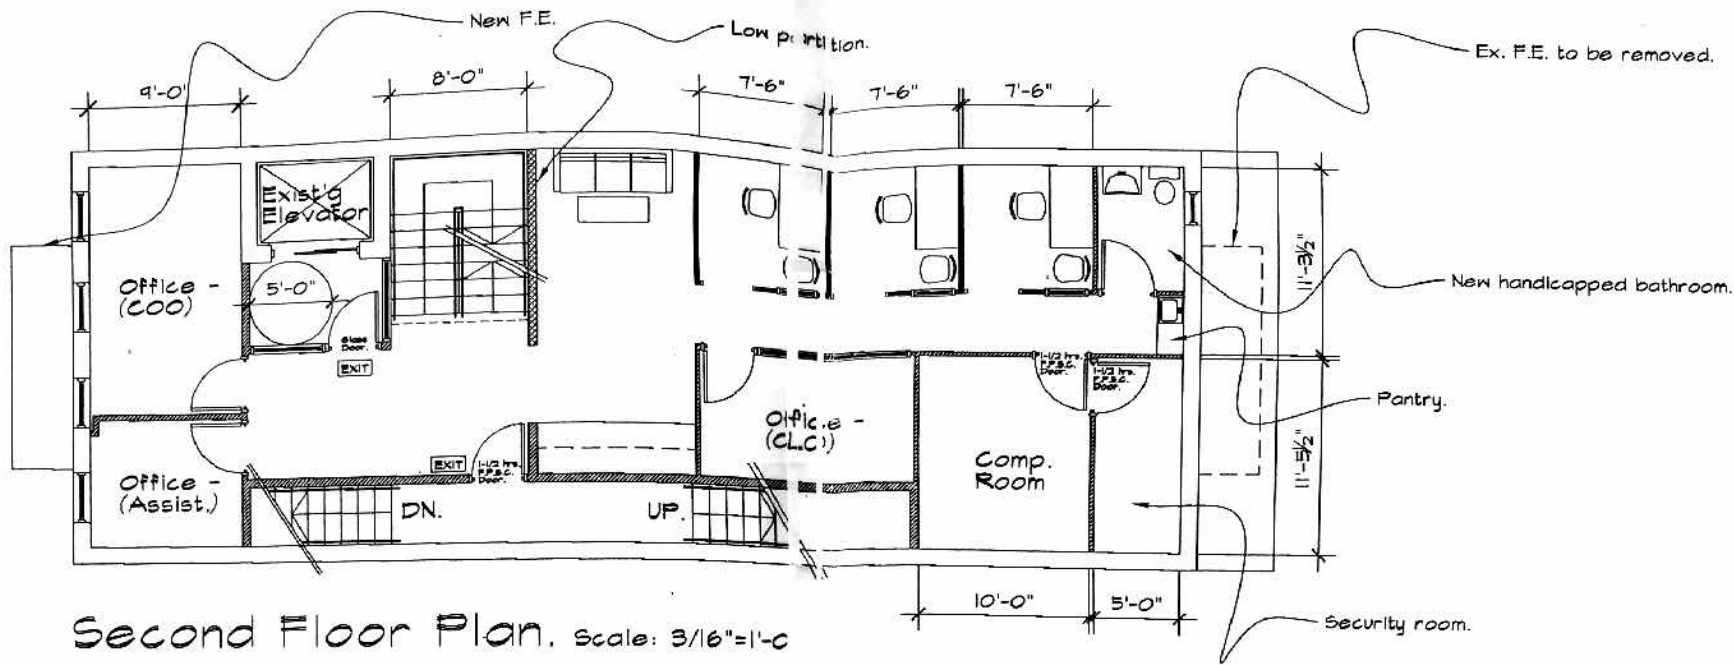 New F.E.
Low partition.
Ex. F.E. to be removed.
9'-0"
8'-0"
7'-6"
7'-6"
7'-6"
Exist'g
Elevator
11'-3½"
Office -
(COO)
5'-0"
New handicapped bathroom.
Glass
Door.
EXIT
1-1/2 hrs.
F.P.S.C.
Door.
1-1/2 hrs.
F.P.S.C.
Door.
Pantry.
Office -
(CLC)
EXIT
1-1/2 hrs.
F.P.S.C.
Door.
Comp.
Room
11'-5½"
Office -
(Assist.)
DN.
UP.
10'-0"
5'-0"
Security room.
Second Floor Plan. Scale: 3/16"=1'-0